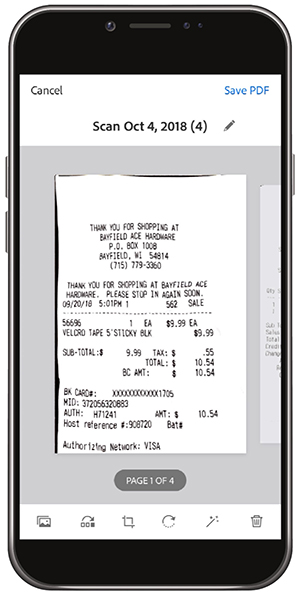 Cancel
Save PDF
Scan Oct 4, 2018 (4)
THANK YOU FOR SHOPPING AT
BAYFIELD ACE HARDWARE
P.O. BOX 1008
BAYFIELD, WI 54814
(715) 779-3360
THANK YOU FOR SHOPPING AT BAYFIELD ACE
HARDWARE. PLEASE STOP IN AGAIN SOON.
09/20/18 5:01PM 1 562 SALE
56696 1 EA $9.99 EA
VELCRO TAPE 5'STICKY BLK $9.99
SUB-TOTAL:$ 9.99 TAX: $ .55
TOTAL: $ 10.54
BC AMT: $ 10.54
BK CARD#: XXXXXXXXXXXX1705
MID: 372056320883
AUTH: H71241 AMT: $ 10.54
Host reference #:908720 Bat#
Authorizing Network: VISA
PAGE 1 OF 4